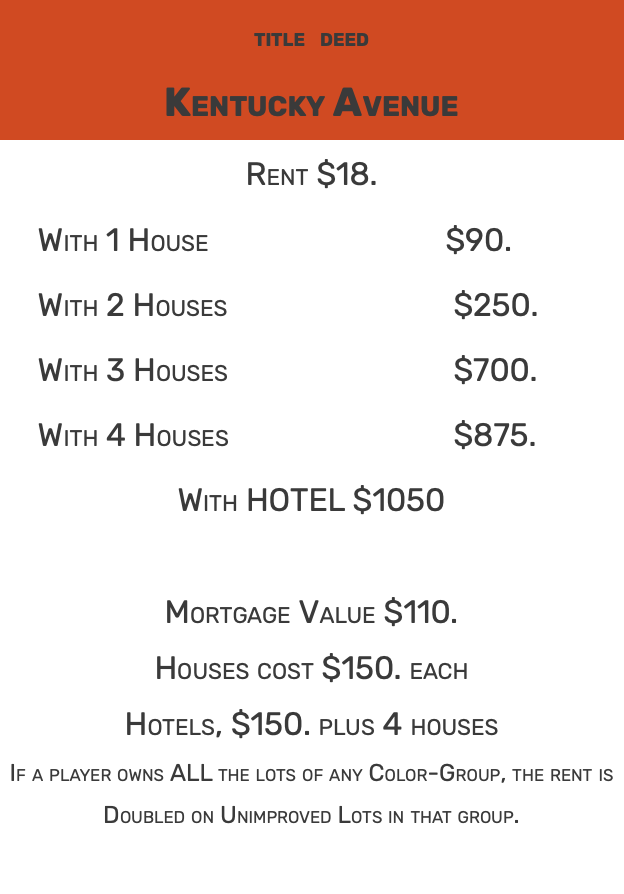 TITLE DEED
KENTUCKY AVENUE
RENT $18.
WITH 1 HOUSE $90.
WITH 2 HOUSES $250.
WITH 3 HOUSES $700.
WITH 4 HOUSES $875.
WITH HOTEL $1050
MORTGAGE VALUE $110.
HOUSES COST $150. EACH
HOTELS, $150. PLUS 4 HOUSES
IF A PLAYER OWNS ALL THE LOTS OF ANY COLOR-GROUP, THE RENT IS
DOUBLED ON UNIMPROVED LOTS IN THAT GROUP.